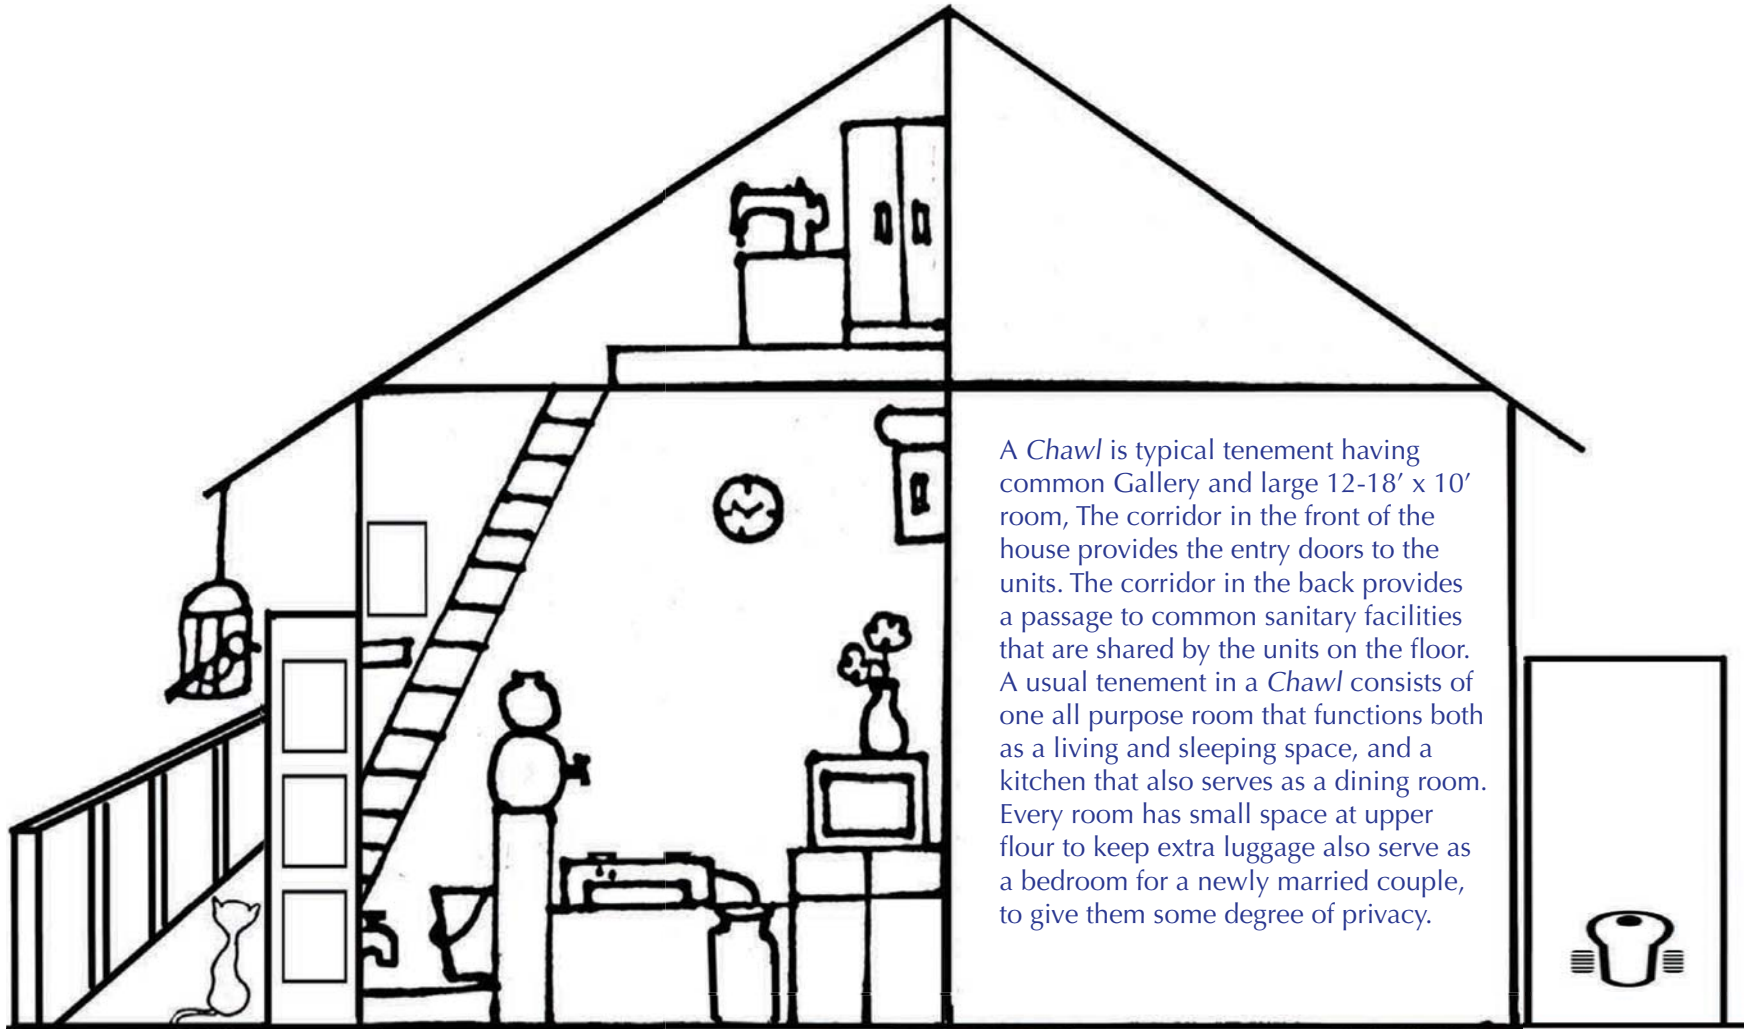 A Chawl is typical tenement having
common Gallery and large 12-18’ x 10’
room, The corridor in the front of the
house provides the entry doors to the
units. The corridor in the back provides
a passage to common sanitary facilities
that are shared by the units on the floor.
A usual tenement in a Chawl consists of
one all purpose room that functions both
as a living and sleeping space, and a
kitchen that also serves as a dining room.
Every room has small space at upper
flour to keep extra luggage also serve as
a bedroom for a newly married couple,
to give them some degree of privacy.